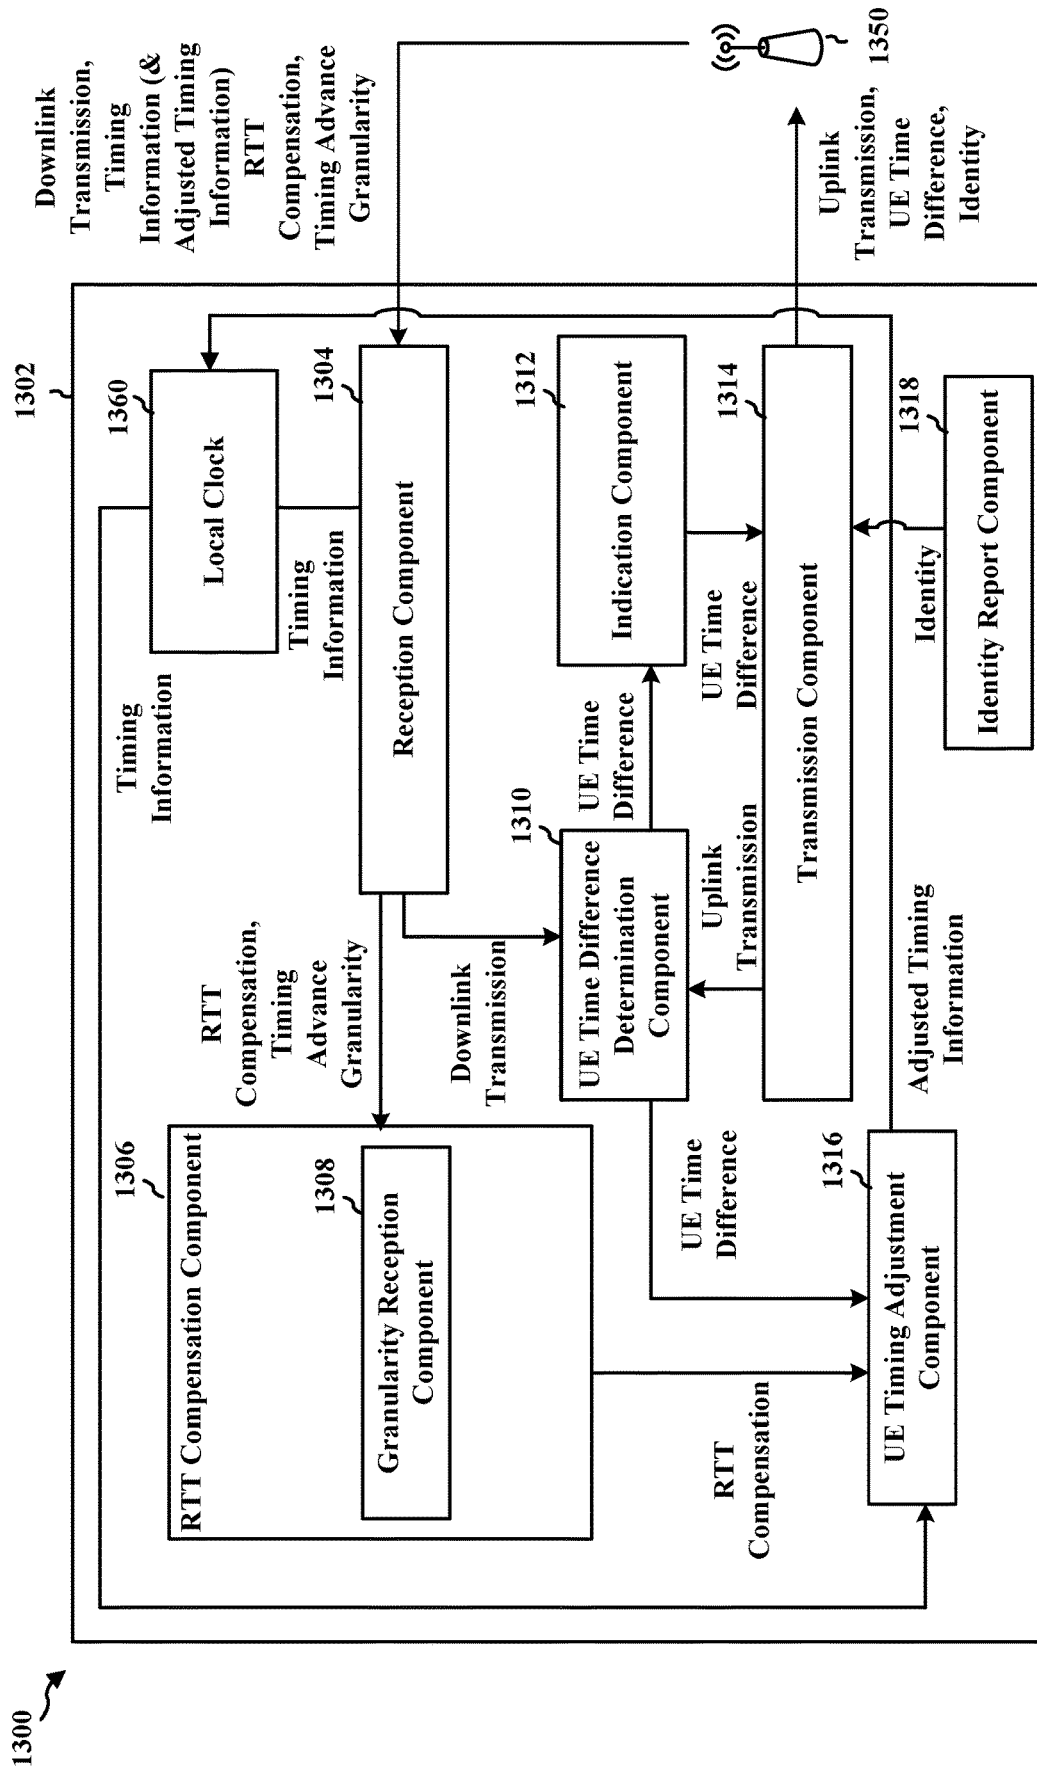 1300
1302
Downlink
Transmission,
Timing
Information (&
Adjusted Timing
Information)
RTT
Compensation,
Timing Advance
Granularity
1350
Uplink
Transmission,
UE Time
Difference,
Identity
1360
Local Clock
Timing
Information
Timing
Information
1304
Reception Component
RTT
Compensation,
Timing
Advance
Granularity
Downlink
Transmission
1306
RTT Compensation Component
1308
Granularity Reception
Component
1310
UE Time Difference
Determination
Component
UE Time
Difference
1312
Indication Component
UE Time
Difference
Uplink
Transmission
1314
Transmission Component
UE Time
Difference
RTT
Compensation
1316
UE Timing Adjustment
Component
Adjusted Timing
Information
Identity
1318
Identity Report Component